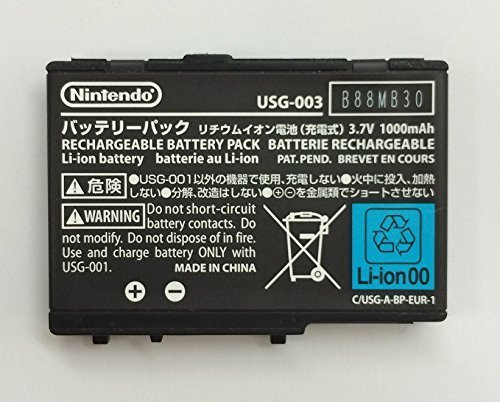 Nintendo
USG-003 B88MB30
バッテリーパック リチウムイオン電池(充電式) 3.7V 1000mAh
RECHARGEABLE BATTERY PACK BATTERIE RECHARGEABLE
Li-ion battery batterie au Li-ion PAT. PEND. BREVET EN COURS
危険 ●USG-001以外の機器で使用、充電しない ●火中に投入、加熱
しない ●分解、改造はしない ●⊕⊖を金属類でショートさせない
WARNING Do not short-circuit
battery contacts. Do
not modify. Do not dispose of in fire.
Use and charge battery ONLY with
USG-001.
MADE IN CHINA
Li-ion 00
C/USG-A-BP-EUR-1